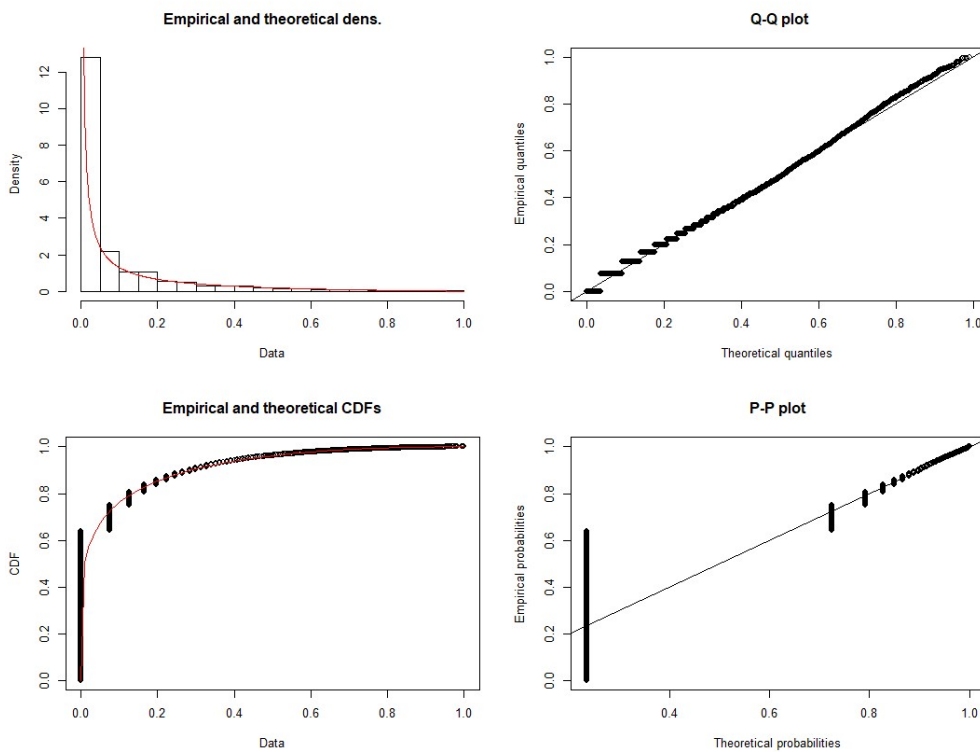 Empirical and theoretical dens.
Density
0 2 4 6 8 10 12
0.0 0.2 0.4 0.6 0.8 1.0
Data
Q-Q plot
Empirical quantiles
0.0 0.2 0.4 0.6 0.8 1.0
0.0 0.2 0.4 0.6 0.8 1.0
Theoretical quantiles
Empirical and theoretical CDFs
CDF
0.0 0.2 0.4 0.6 0.8 1.0
0.0 0.2 0.4 0.6 0.8 1.0
Data
P-P plot
Empirical probabilities
0.0 0.2 0.4 0.6 0.8 1.0
0.4 0.6 0.8 1.0
Theoretical probabilities